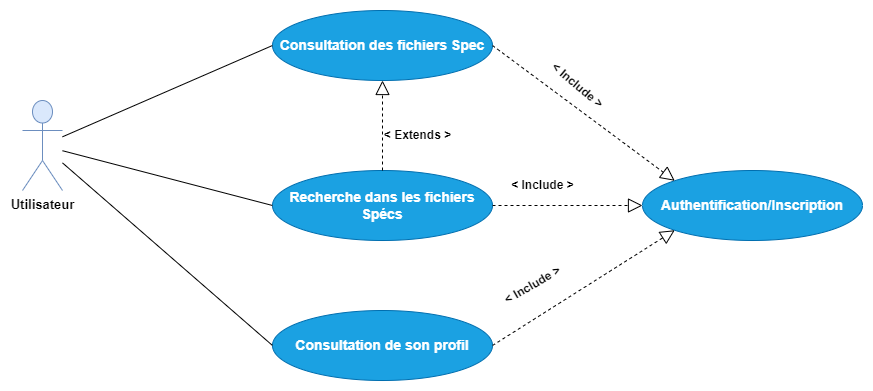 Consultation des fichiers Spec
< Include >
< Extends >
Utilisateur
Recherche dans les fichiers
Spécs
< Include >
Authentification/Inscription
< Include >
Consultation de son profil